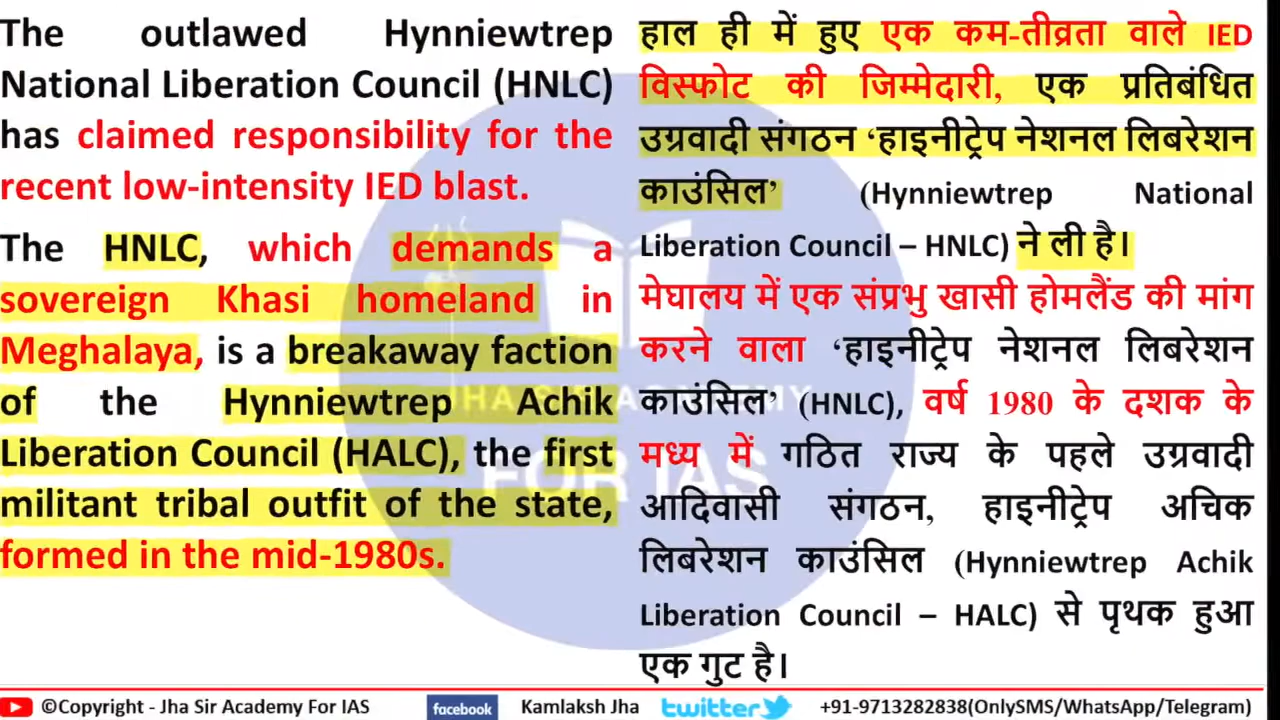 The outlawed Hynniewtrep
National Liberation Council (HNLC)
has claimed responsibility for the
recent low-intensity IED blast.
The HNLC, which demands a
sovereign Khasi homeland in
Meghalaya, is a breakaway faction
of the Hynniewtrep Achik
Liberation Council (HALC), the first
militant tribal outfit of the state,
formed in the mid-1980s.
हाल ही में हुए एक कम-तीव्रता वाले IED
विस्फोट की जिम्मेदारी, एक प्रतिबंधित
उग्रवादी संगठन ‘हाइनीट्रेप नेशनल लिबरेशन
काउंसिल’ (Hynniewtrep National
Liberation Council – HNLC) ने ली है।
मेघालय में एक संप्रभु खासी होमलैंड की मांग
करने वाला ‘हाइनीट्रेप नेशनल लिबरेशन
काउंसिल’ (HNLC), वर्ष 1980 के दशक के
मध्य में गठित राज्य के पहले उग्रवादी
आदिवासी संगठन, हाइनीट्रेप अचिक
लिबरेशन काउंसिल (Hynniewtrep Achik
Liberation Council – HALC) से पृथक हुआ
एक गुट है।
JHA SIR ACADEMY
FOR IAS
©Copyright - Jha Sir Academy For IAS facebook Kamlaksh Jha twitter +91-9713282838(OnlySMS/WhatsApp/Telegram)